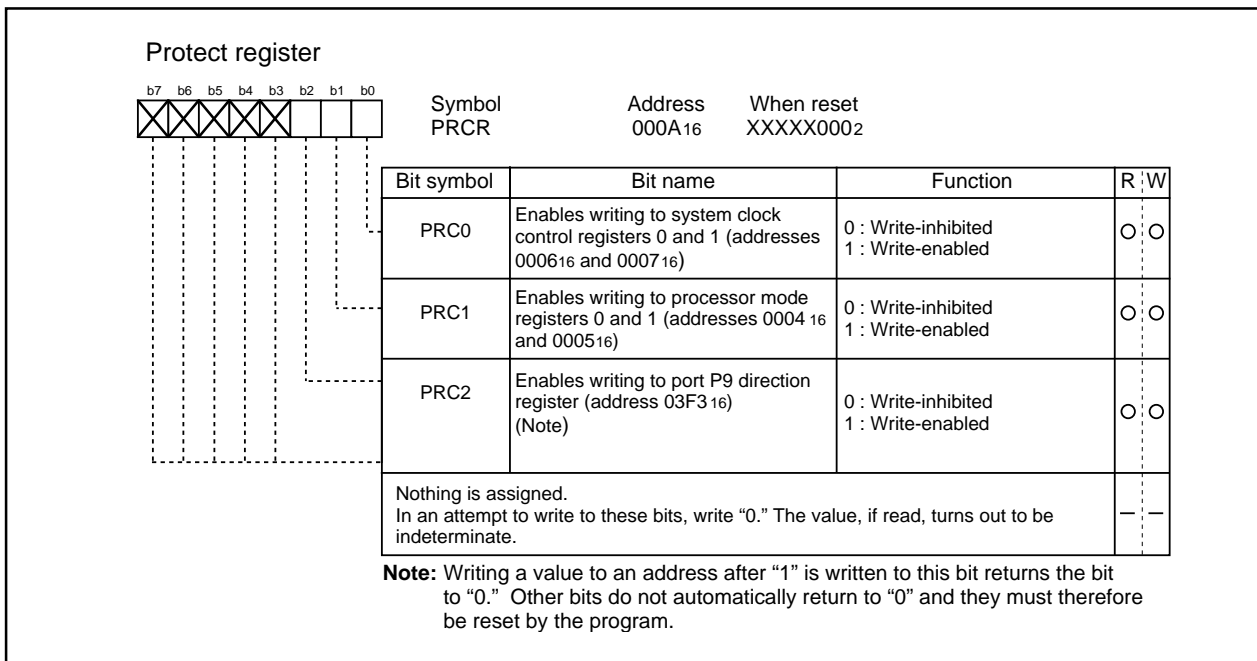 Protect register
b7 b6 b5 b4 b3 b2 b1 b0
Symbol Address When reset
PRCR 000A16 XXXXX0002
Bit symbol Bit name Function R W
PRC0
Enables writing to system clock
control registers 0 and 1 (addresses
000616 and 000716)
0 : Write-inhibited
1 : Write-enabled
PRC1
Enables writing to processor mode
registers 0 and 1 (addresses 0004 16
and 000516)
0 : Write-inhibited
1 : Write-enabled
PRC2
Enables writing to port P9 direction
register (address 03F3 16)
(Note)
0 : Write-inhibited
1 : Write-enabled
Nothing is assigned.
In an attempt to write to these bits, write “0.” The value, if read, turns out to be
indeterminate.
Note: Writing a value to an address after “1” is written to this bit returns the bit
to “0.” Other bits do not automatically return to “0” and they must therefore
be reset by the program.